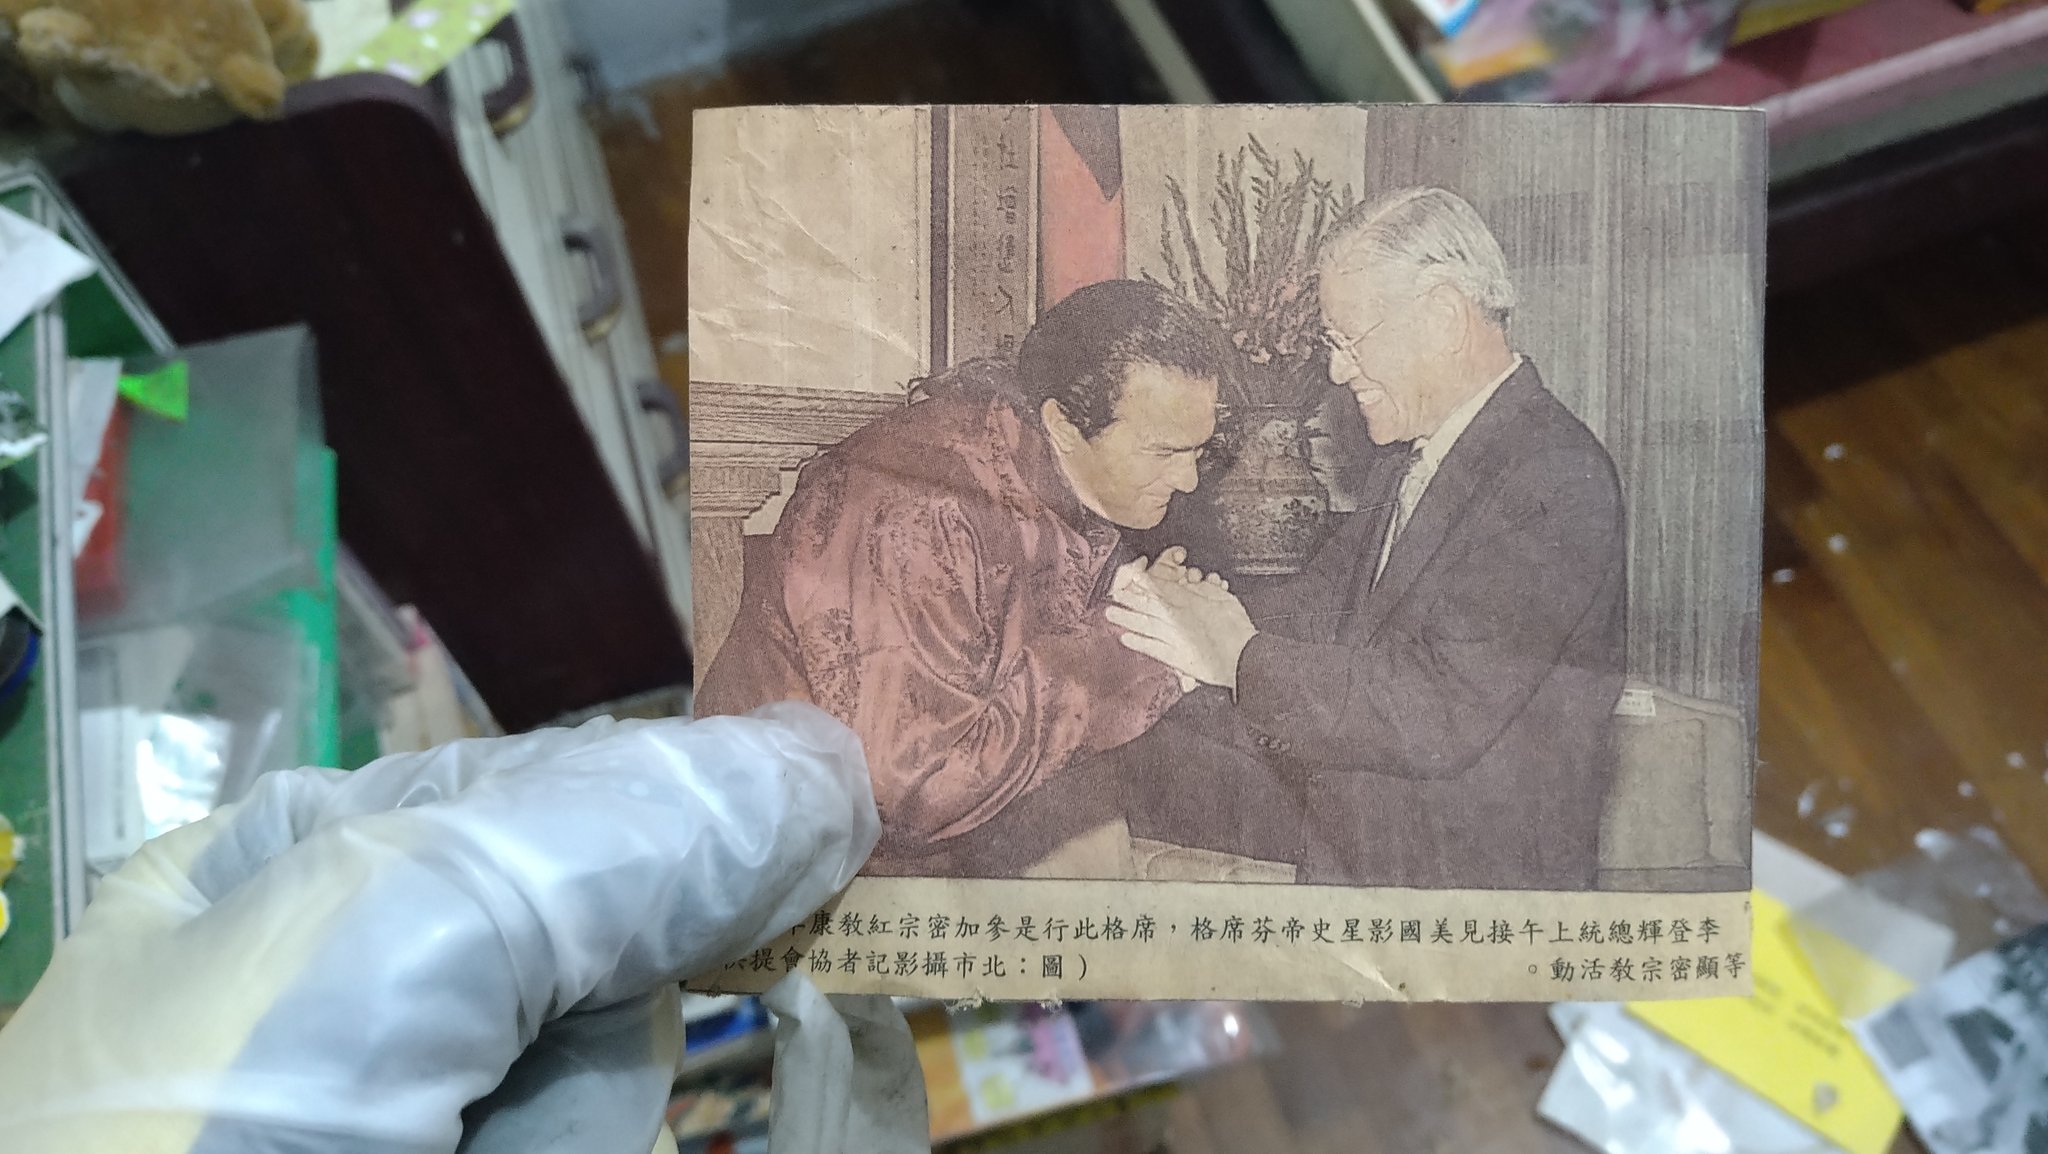 李登輝總統上午接見美國影星史帝芬席格，席格此行是參加密宗紅教康
等顯密宗教活動。（圖：北市攝影記者協會提供